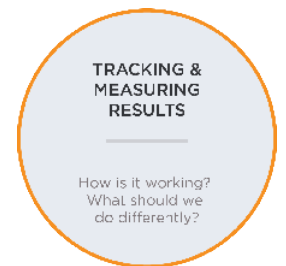 TRACKING &
MEASURING
RESULTS
How is it working?
What should we
do differently?